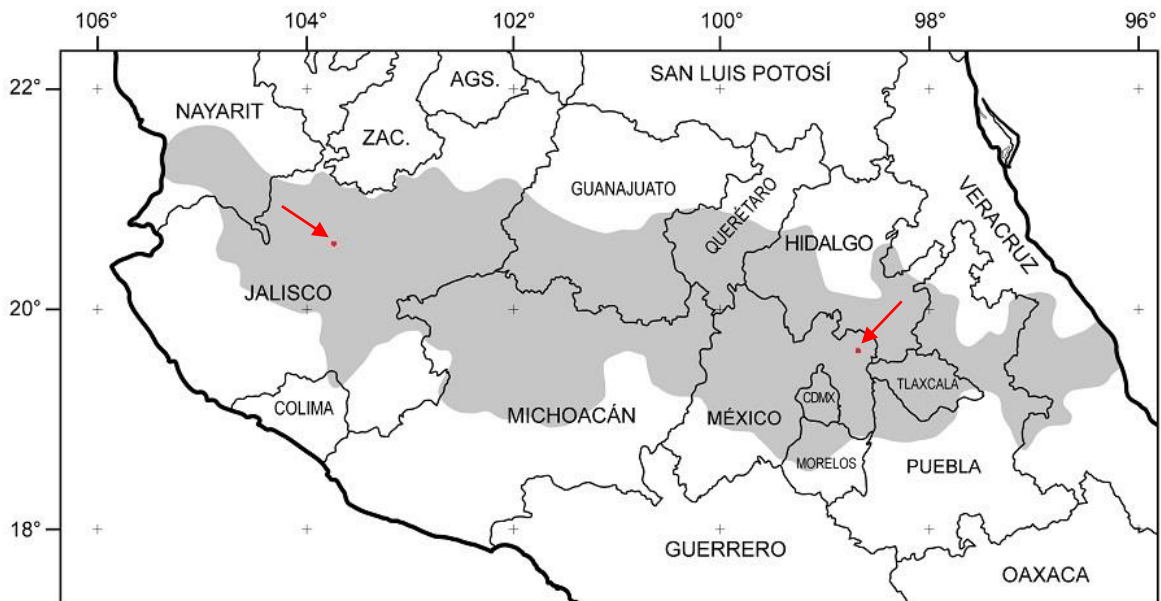 106° 104° 102° 100° 98° 96°
22°
SAN LUIS POTOSÍ
AGS.
NAYARIT
ZAC.
GUANAJUATO
QUERÉTARO
VERACRUZ
HIDALGO
JALISCO
20°
TLAXCALA
CDMX
COLIMA
MICHOACÁN
MÉXICO
MORELOS
PUEBLA
18°
GUERRERO
OAXACA